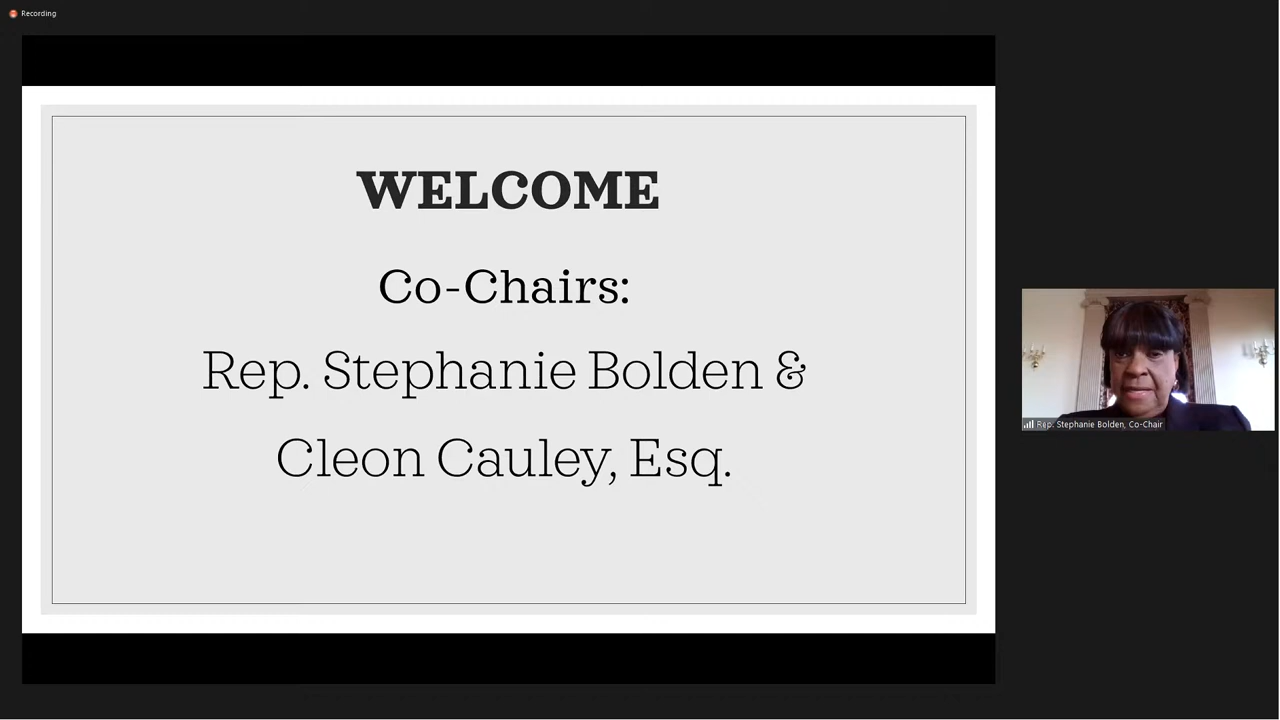 Recording
WELCOME
Co-Chairs:
Rep. Stephanie Bolden &
Cleon Cauley, Esq.
Rep. Stephanie Bolden, Co-Chair